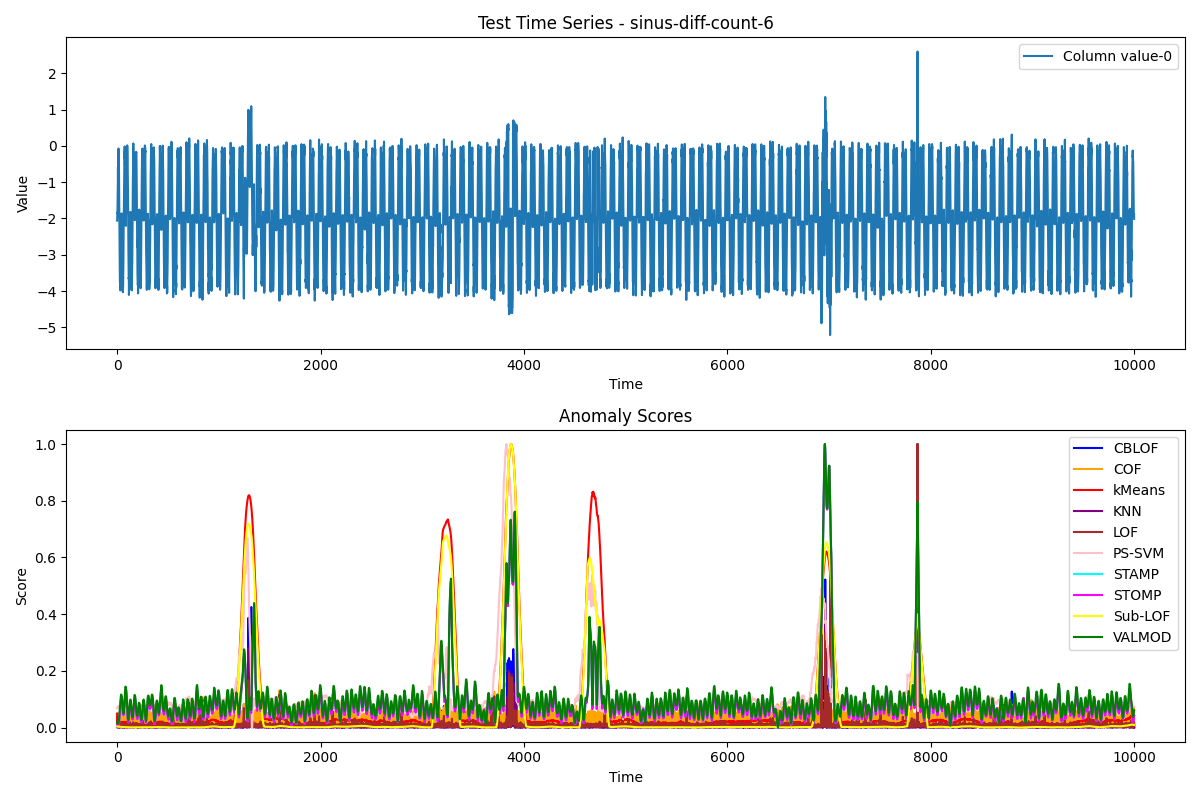 Test Time Series - sinus-diff-count-6
Column value-0
2
1
0
−1
−2
−3
−4
−5
Value
0
2000
4000
6000
8000
10000
Time
Anomaly Scores
CBLOF
COF
kMeans
KNN
LOF
PS-SVM
STAMP
STOMP
Sub-LOF
VALMOD
1.0
0.8
0.6
0.4
0.2
0.0
Score
0
2000
4000
6000
8000
10000
Time